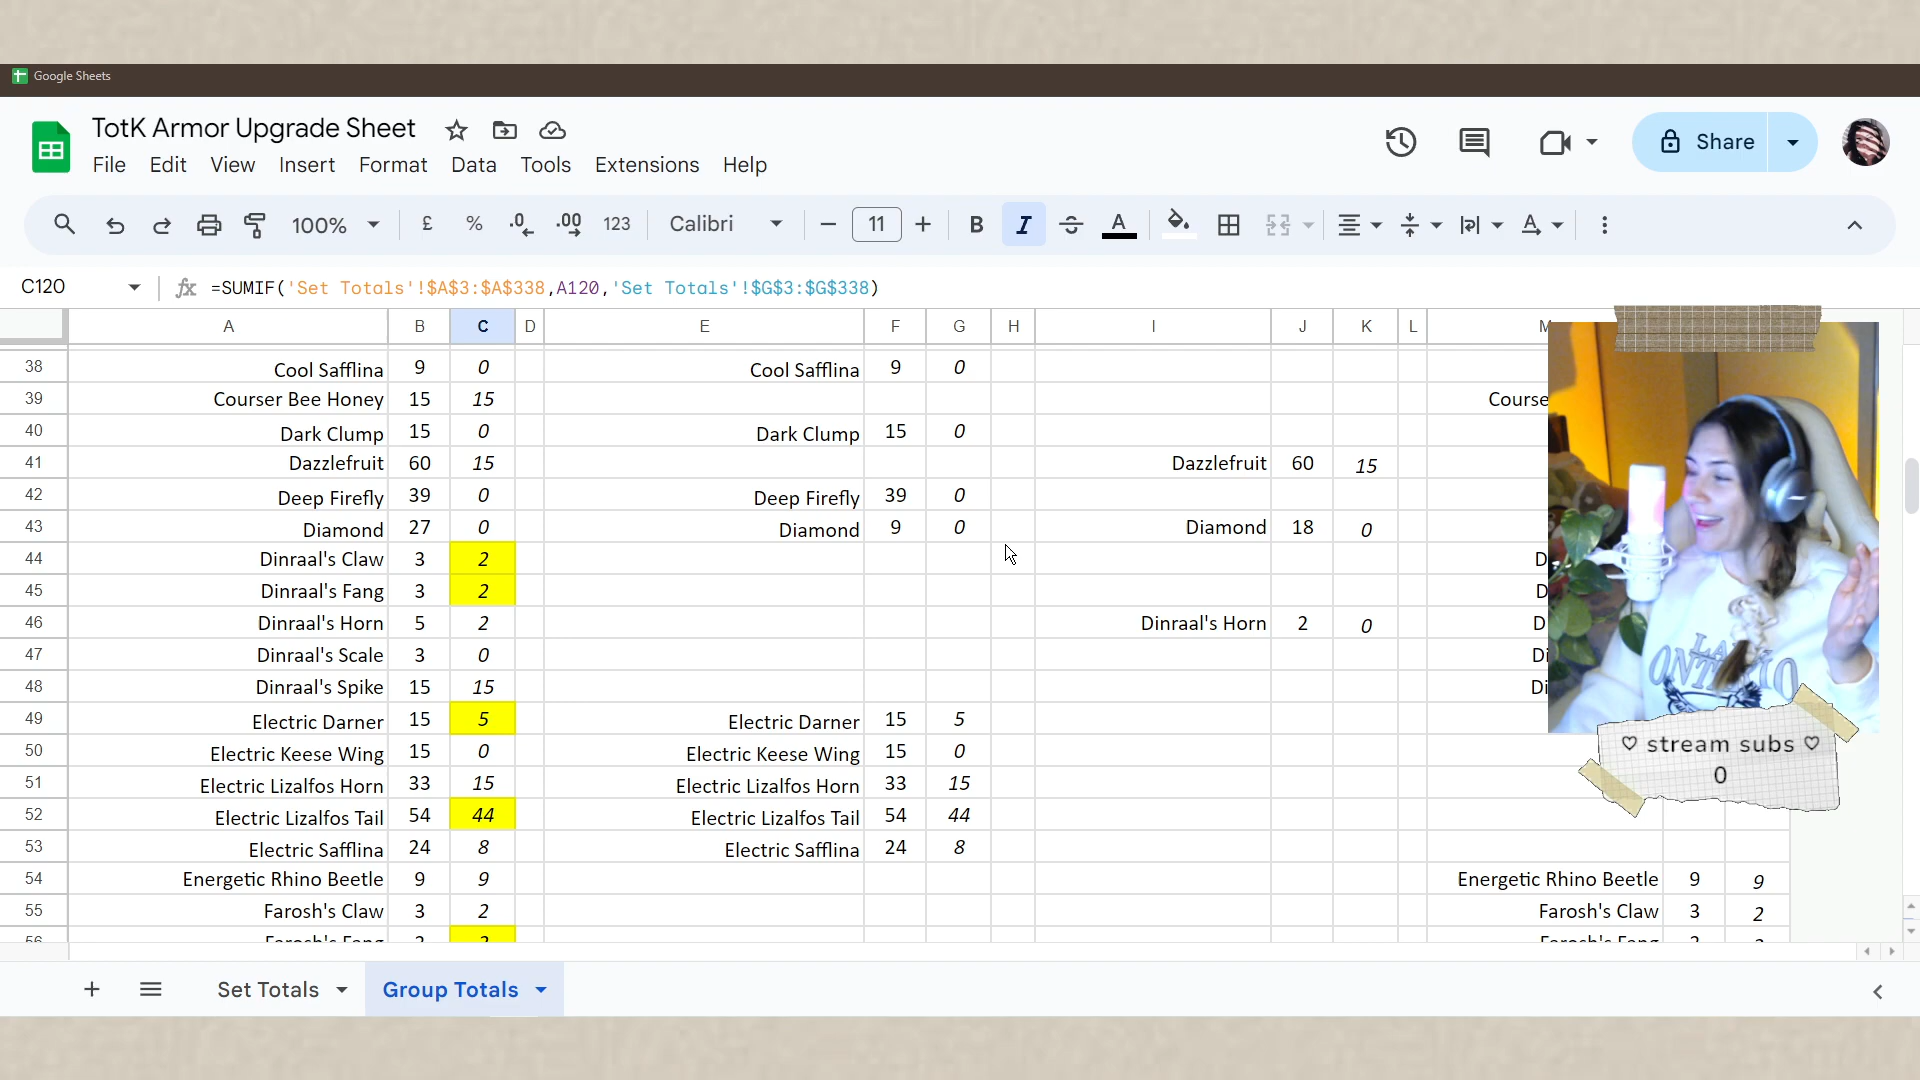 Google Sheets
TotK Armor Upgrade Sheet
File Edit View Insert Format Data Tools Extensions Help
Share
100% £ % .0 .00 123 Calibri 11 B I A A
C120 fx =SUMIF('Set Totals'!$A$3:$A$338,A120,'Set Totals'!$G$3:$G$338)
A B C D E F G H I J K L M
38 Cool Safflina 9 0 Cool Safflina 9 0
39 Courser Bee Honey 15 15 Course
40 Dark Clump 15 0 Dark Clump 15 0
41 Dazzlefruit 60 15 Dazzlefruit 60 15
42 Deep Firefly 39 0 Deep Firefly 39 0
43 Diamond 27 0 Diamond 9 0 Diamond 18 0
44 Dinraal's Claw 3 2 D
45 Dinraal's Fang 3 2 D
46 Dinraal's Horn 5 2 Dinraal's Horn 2 0 D
47 Dinraal's Scale 3 0 Di
48 Dinraal's Spike 15 15 Di
49 Electric Darner 15 5 Electric Darner 15 5
50 Electric Keese Wing 15 0 Electric Keese Wing 15 0
51 Electric Lizalfos Horn 33 15 Electric Lizalfos Horn 33 15
52 Electric Lizalfos Tail 54 44 Electric Lizalfos Tail 54 44
53 Electric Safflina 24 8 Electric Safflina 24 8
54 Energetic Rhino Beetle 9 9 Energetic Rhino Beetle 9 9
55 Farosh's Claw 3 2 Farosh's Claw 3 2
56 Farosh's Fang Farosh's Fang
ONTARIO
♡ stream subs ♡
0
Set Totals Group Totals